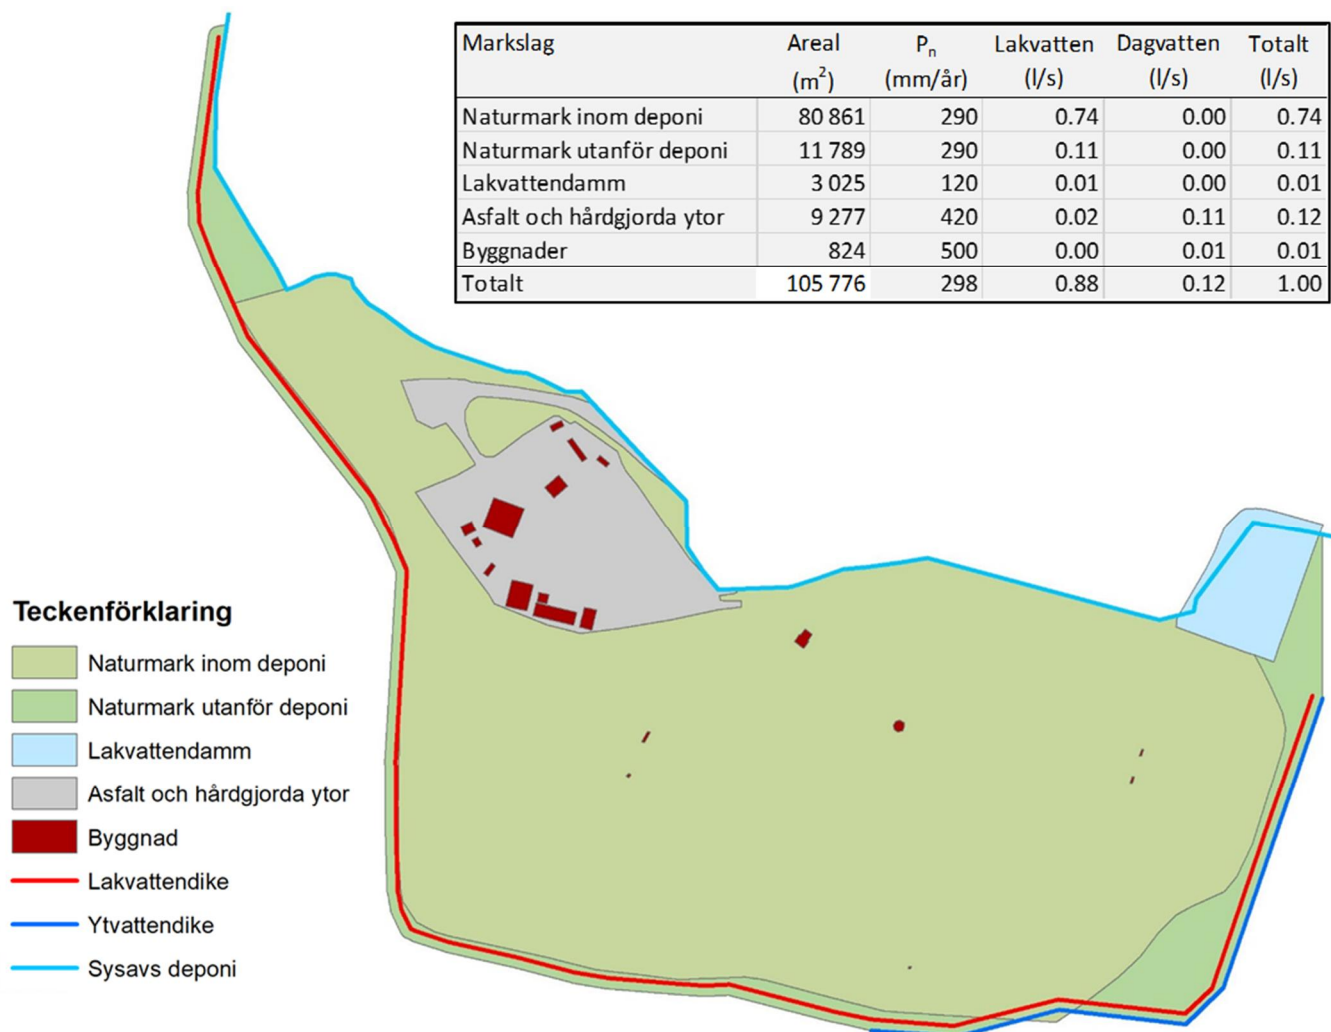 Markslag Areal Pn Lakvatten Dagvatten Totalt
(m2) (mm/år) (l/s) (l/s) (l/s)
Naturmark inom deponi 80 861 290 0.74 0.00 0.74
Naturmark utanför deponi 11 789 290 0.11 0.00 0.11
Lakvattendamm 3 025 120 0.01 0.00 0.01
Asfalt och hårdgjorda ytor 9 277 420 0.02 0.11 0.12
Byggnader 824 500 0.00 0.01 0.01
Totalt 105 776 298 0.88 0.12 1.00
Teckenförklaring
Naturmark inom deponi
Naturmark utanför deponi
Lakvattendamm
Asfalt och hårdgjorda ytor
Byggnad
Lakvattendike
Ytvattendike
Sysavs deponi